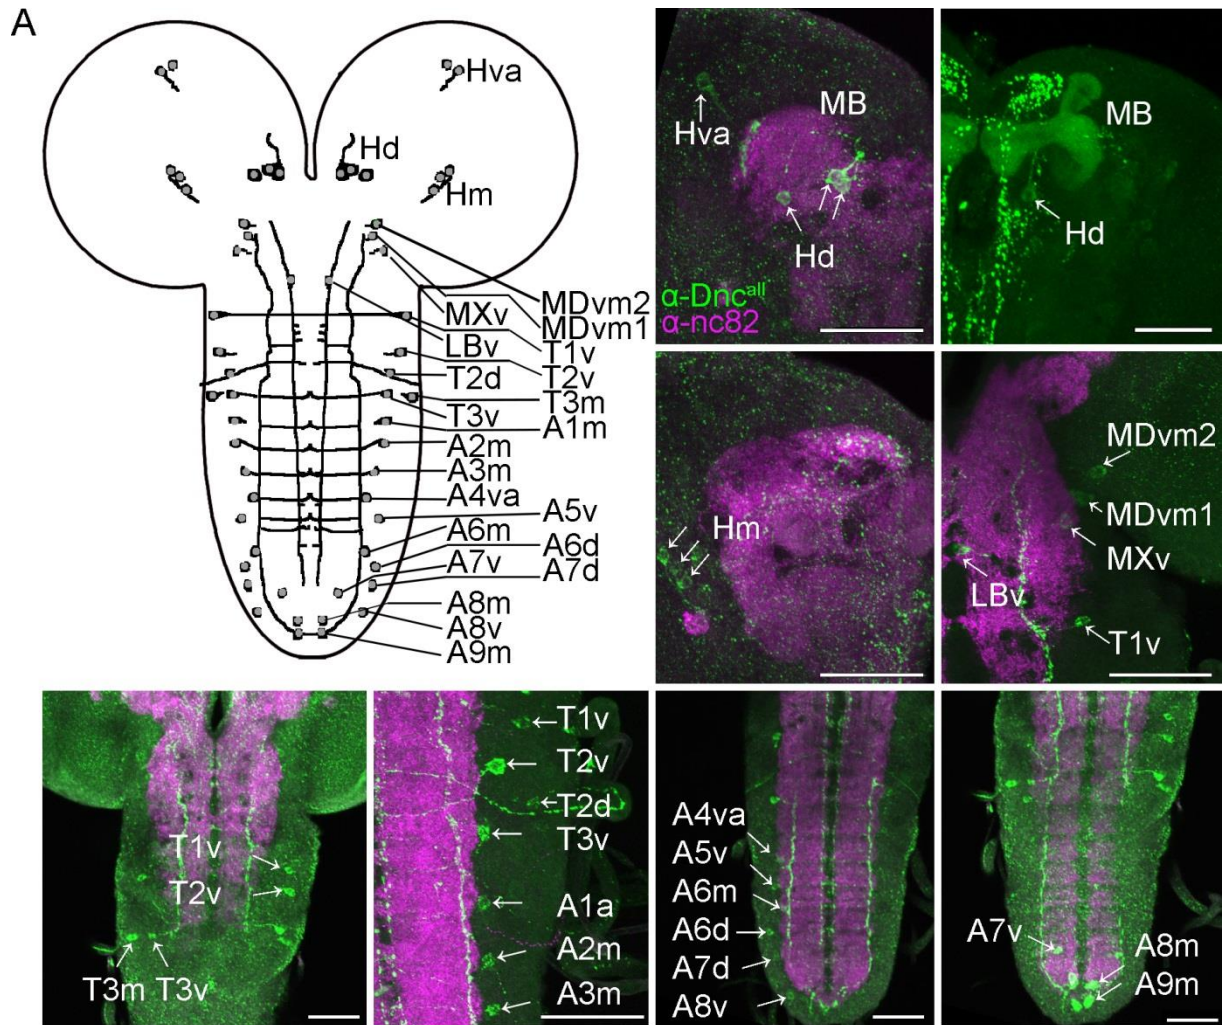 A
Hva
Hd
Hm
MDvm2
MDvm1
MXv
T1v
LBv
T2v
T2d
T3m
T3v
A1m
A2m
A3m
A4va
A5v
A6m
A6d
A7v
A7d
A8m
A8v
A9m
Hva
MB
Hd
α-Dncall
α-nc82
MB
Hd
Hm
MDvm2
MDvm1
MXv
LBv
T1v
T1v
T2v
T3m T3v
T1v
T2v
T2d
T3v
A1a
A2m
A3m
A4va
A5v
A6m
A6d
A7d
A8v
A7v
A8m
A9m